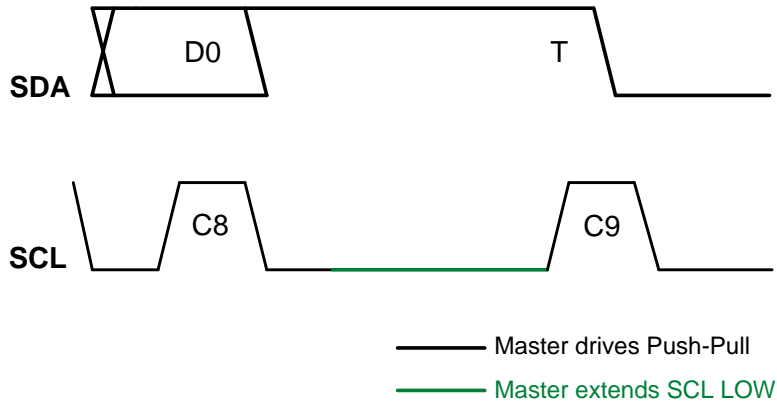 D0
T
SDA
C8
C9
SCL
Master drives Push-Pull
Master extends SCL LOW